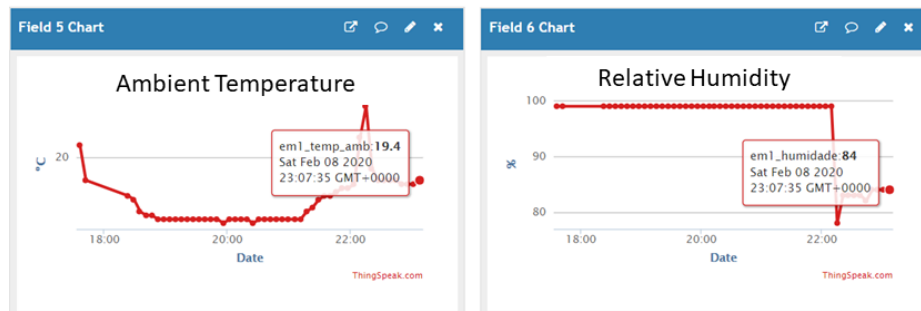 Field 5 Chart
Ambient Temperature
°C
20
em1_temp_amb:19.4
Sat Feb 08 2020
23:07:35 GMT+0000
18:00
20:00
22:00
Date
ThingSpeak.com
Field 6 Chart
Relative Humidity
%
100
90
80
em1_humidade:84
Sat Feb 08 2020
23:07:35 GMT+0000
18:00
20:00
22:00
Date
ThingSpeak.com